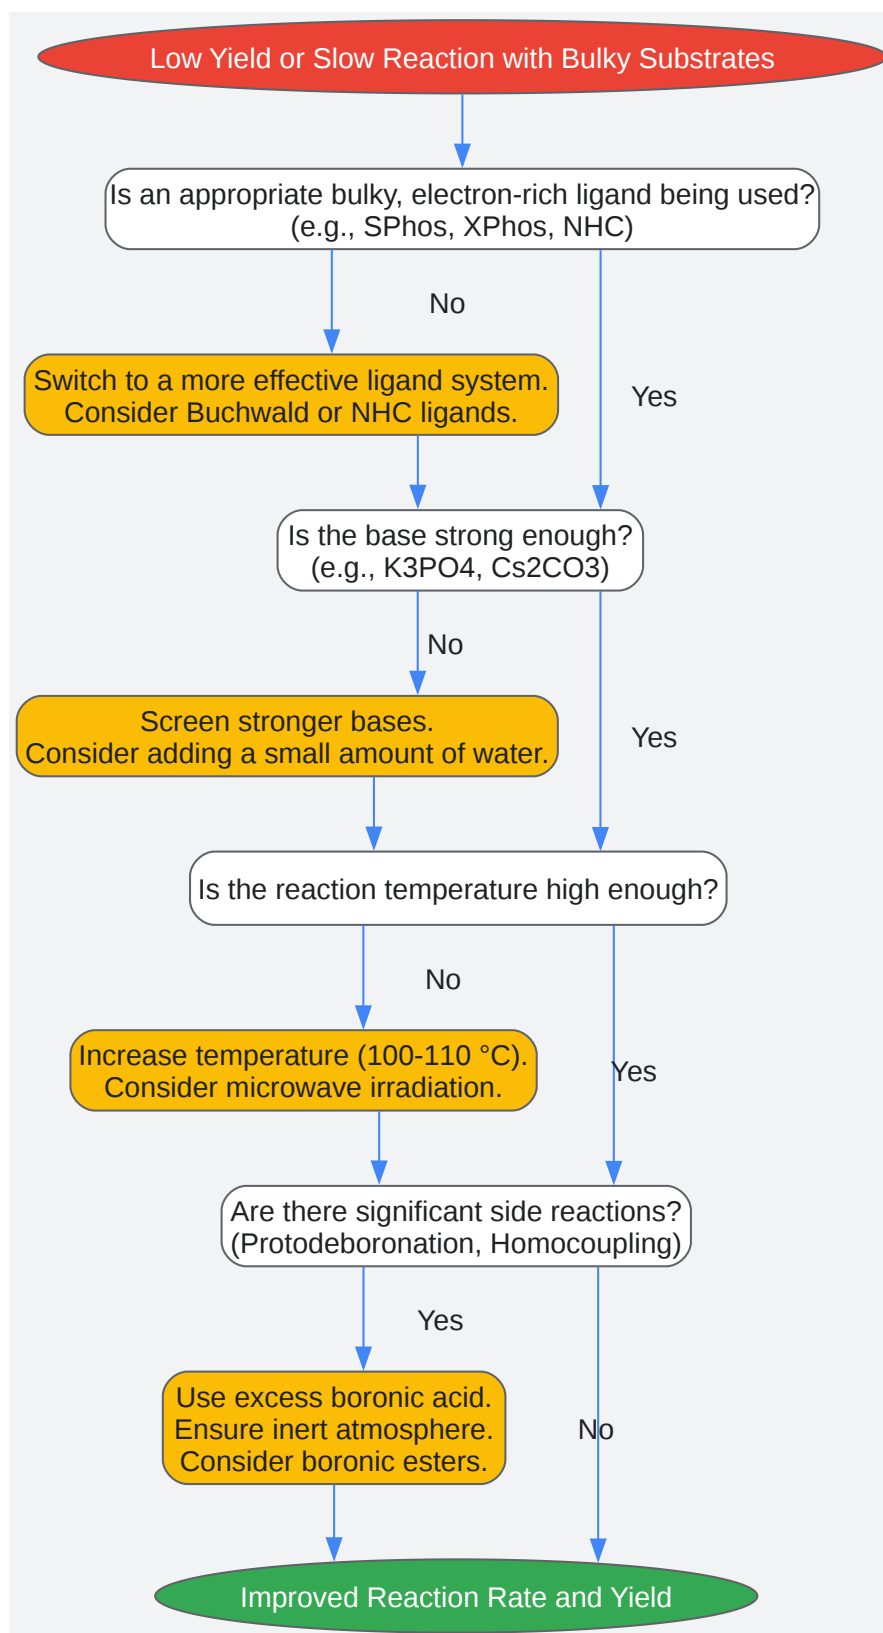 Low Yield or Slow Reaction with Bulky Substrates
Is an appropriate bulky, electron-rich ligand being used?
(e.g., SPhos, XPhos, NHC)
No
Switch to a more effective ligand system.
Consider Buchwald or NHC ligands.
Yes
Is the base strong enough?
(e.g., K3PO4, Cs2CO3)
No
Screen stronger bases.
Consider adding a small amount of water.
Yes
Is the reaction temperature high enough?
No
Increase temperature (100-110 °C).
Consider microwave irradiation.
Yes
Are there significant side reactions?
(Protodeboronation, Homocoupling)
Yes
Use excess boronic acid.
Ensure inert atmosphere.
Consider boronic esters.
No
Improved Reaction Rate and Yield